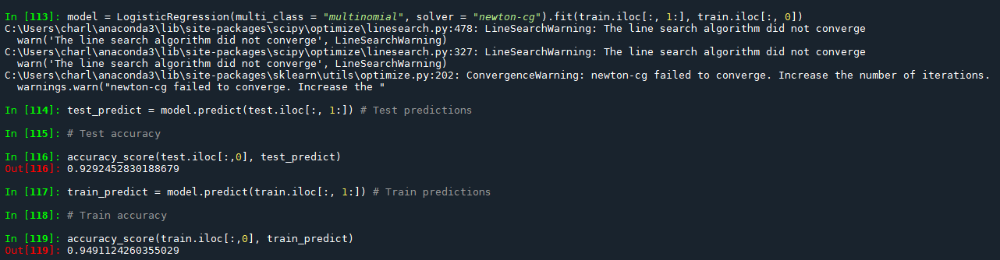 In [113]: model = LogisticRegression(multi_class = "multinomial", solver = "newton-cg").fit(train.iloc[:, 1:], train.iloc[:, 0])
C:\Users\charl\anaconda3\lib\site-packages\scipy\optimize\linesearch.py:478: LineSearchWarning: The line search algorithm did not converge
  warn('The line search algorithm did not converge', LineSearchWarning)
C:\Users\charl\anaconda3\lib\site-packages\scipy\optimize\linesearch.py:327: LineSearchWarning: The line search algorithm did not converge
  warn('The line search algorithm did not converge', LineSearchWarning)
C:\Users\charl\anaconda3\lib\site-packages\sklearn\utils\optimize.py:202: ConvergenceWarning: newton-cg failed to converge. Increase the number of iterations.
  warnings.warn("newton-cg failed to converge. Increase the "
In [114]: test_predict = model.predict(test.iloc[:, 1:]) # Test predictions
In [115]: # Test accuracy
In [116]: accuracy_score(test.iloc[:,0], test_predict)
Out[116]: 0.9292452830188679
In [117]: train_predict = model.predict(train.iloc[:, 1:]) # Train predictions
In [118]: # Train accuracy
In [119]: accuracy_score(train.iloc[:,0], train_predict)
Out[119]: 0.9491124260355029